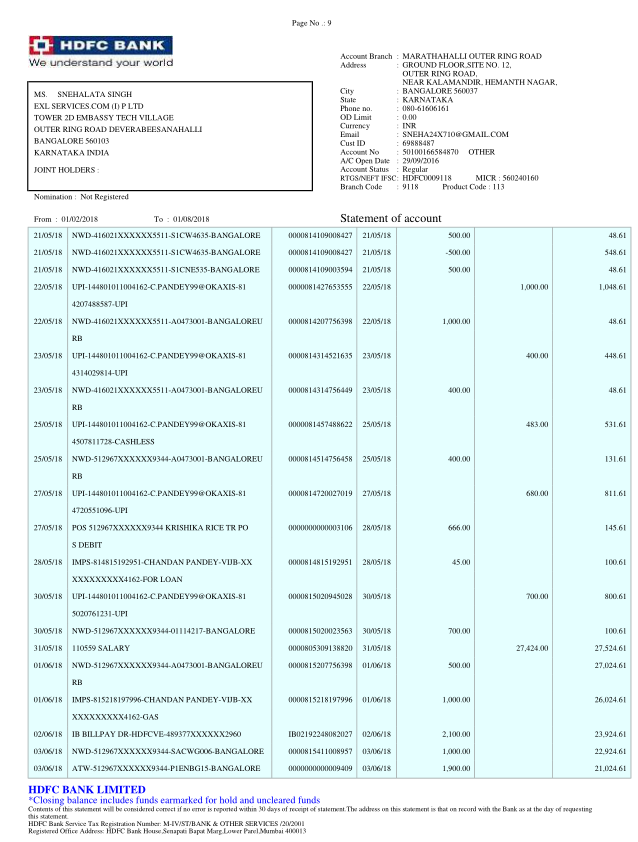 Page No .: 9
HDFC BANK
We understand your world
Account Branch : MARATHAHALLI OUTER RING ROAD
Address : GROUND FLOOR,SITE NO. 12,
OUTER RING ROAD,
NEAR KALAMANDIR, HEMANTH NAGAR,
City : BANGALORE 560037
State : KARNATAKA
Phone no. : 080-61606161
OD Limit : 0.00
Currency : INR
Email : SNEHA24X710@GMAIL.COM
Cust ID : 69888487
Account No : 50100166584870 OTHER
A/C Open Date : 29/09/2016
Account Status : Regular
RTGS/NEFT IFSC: HDFC0009118 MICR : 560240160
Branch Code : 9118 Product Code : 113
MS. SNEHALATA SINGH
EXL SERVICES.COM (I) P LTD
TOWER 2D EMBASSY TECH VILLAGE
OUTER RING ROAD DEVERABEESANAHALLI
BANGALORE 560103
KARNATAKA INDIA
JOINT HOLDERS :
Nomination : Not Registered
From : 01/02/2018 To : 01/08/2018 Statement of account
21/05/18 NWD-416021XXXXXX5511-S1CW4635-BANGALORE 0000814109008427 21/05/18 500.00 48.61
21/05/18 NWD-416021XXXXXX5511-S1CW4635-BANGALORE 0000814109008427 21/05/18 -500.00 548.61
21/05/18 NWD-416021XXXXXX5511-S1CNE535-BANGALORE 0000814109003594 21/05/18 500.00 48.61
22/05/18 UPI-144801011004162-C.PANDEY99@OKAXIS-81 0000814207653555 22/05/18 1,000.00 1,048.61
4207488587-UPI
22/05/18 NWD-416021XXXXXX5511-A0473001-BANGALOREU 0000814207756398 22/05/18 1,000.00 48.61
RB
23/05/18 UPI-144801011004162-C.PANDEY99@OKAXIS-81 0000814314521635 23/05/18 400.00 448.61
4314029814-UPI
23/05/18 NWD-416021XXXXXX5511-A0473001-BANGALOREU 0000814314756449 23/05/18 400.00 48.61
RB
25/05/18 UPI-144801011004162-C.PANDEY99@OKAXIS-81 0000814507488622 25/05/18 483.00 531.61
4507811728-CASHLESS
25/05/18 NWD-512967XXXXXX9344-A0473001-BANGALOREU 0000814514756458 25/05/18 400.00 131.61
RB
27/05/18 UPI-144801011004162-C.PANDEY99@OKAXIS-81 0000814720027019 27/05/18 680.00 811.61
4720551096-UPI
27/05/18 POS 512967XXXXXX9344 KRISHIKA RICE TR PO 0000000000003106 28/05/18 666.00 145.61
S DEBIT
28/05/18 IMPS-814815192951-CHANDAN PANDEY-VIJB-XX 0000814815192951 28/05/18 45.00 100.61
XXXXXXXXX4162-FOR LOAN
30/05/18 UPI-144801011004162-C.PANDEY99@OKAXIS-81 0000815020945028 30/05/18 700.00 800.61
5020761231-UPI
30/05/18 NWD-512967XXXXXX9344-01114217-BANGALORE 0000815020023563 30/05/18 700.00 100.61
31/05/18 110559 SALARY 0000805309138820 31/05/18 27,424.00 27,524.61
01/06/18 NWD-512967XXXXXX9344-A0473001-BANGALOREU 0000815207756398 01/06/18 500.00 27,024.61
RB
01/06/18 IMPS-815218197996-CHANDAN PANDEY-VIJB-XX 0000815218197996 01/06/18 1,000.00 26,024.61
XXXXXXXXX4162-GAS
02/06/18 IB BILLPAY DR-HDFCVE-489377XXXXXX2960 IB02192248082027 02/06/18 2,100.00 23,924.61
03/06/18 NWD-512967XXXXXX9344-SACWG006-BANGALORE 0000815411008957 03/06/18 1,000.00 22,924.61
03/06/18 ATW-512967XXXXXX9344-P1ENBG15-BANGALORE 0000000000009409 03/06/18 1,900.00 21,024.61
HDFC BANK LIMITED
*Closing balance includes funds earmarked for hold and uncleared funds
Contents of this statement will be considered correct if no error is reported within 30 days of receipt of statement.The address on this statement is that on record with the Bank as at the day of requesting
this statement.
HDFC Bank Service Tax Registration Number: M-IV/ST/BANK & OTHER SERVICES /20/2001
Registered Office Address: HDFC Bank House,Senapati Bapat Marg,Lower Parel,Mumbai 400013